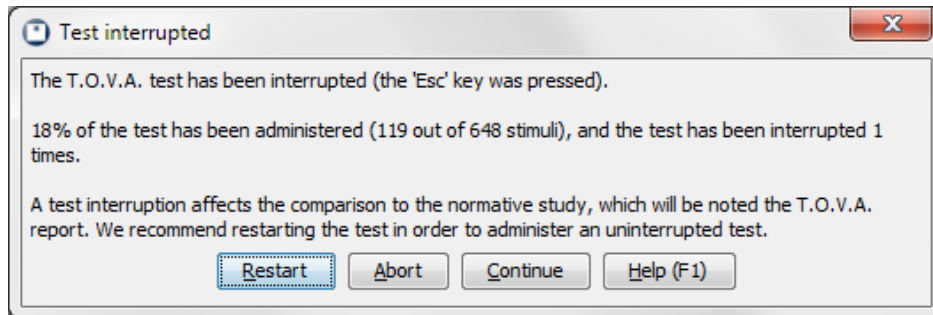 Test interrupted
The T.O.V.A. test has been interrupted (the 'Esc' key was pressed).
18% of the test has been administered (119 out of 648 stimuli), and the test has been interrupted 1
times.
A test interruption affects the comparison to the normative study, which will be noted the T.O.V.A.
report. We recommend restarting the test in order to administer an uninterrupted test.
Restart Abort Continue Help (F1)